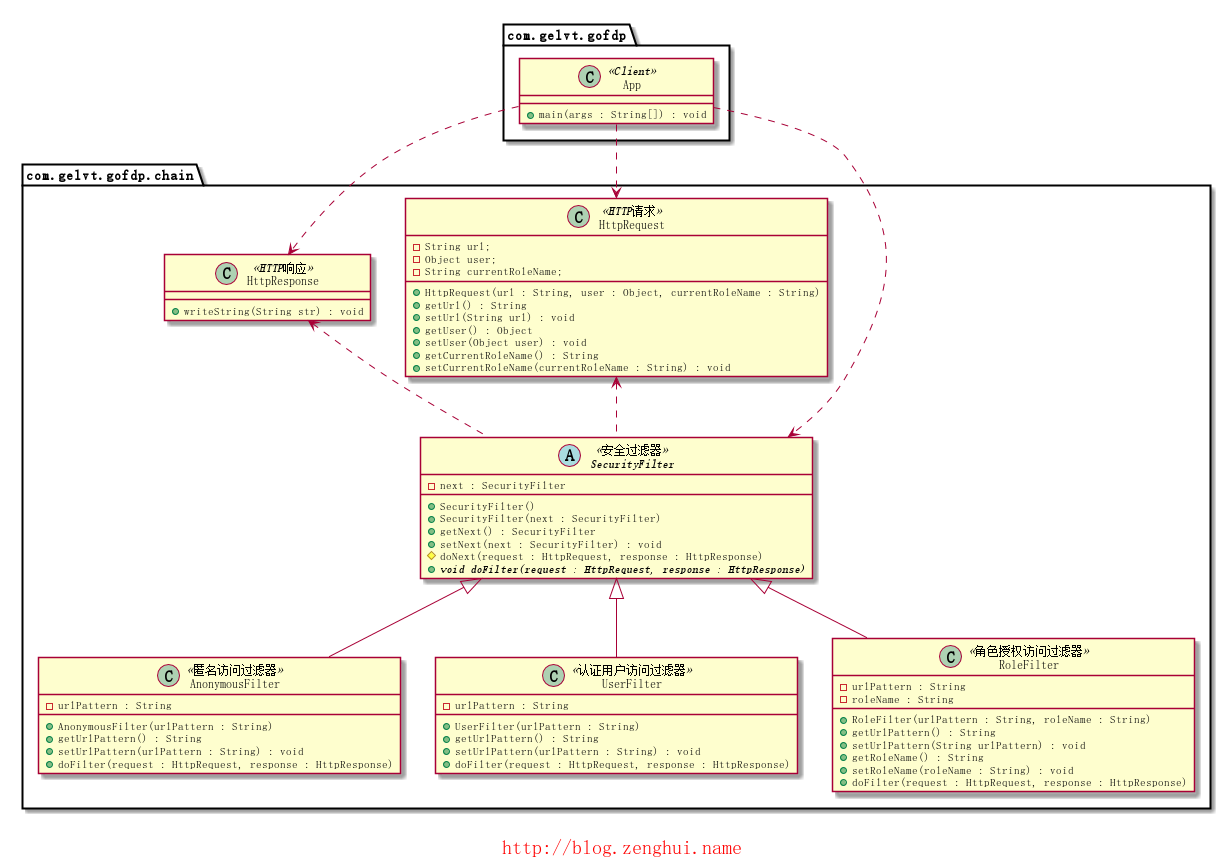 com.gelvt.gofdp
C
«Client»
App
main(args : String[]) : void
com.gelvt.gofdp.chain
C
«HTTP响应»
HttpResponse
writeString(String str) : void
C
«HTTP请求»
HttpRequest
String url;
Object user;
String currentRoleName;
HttpRequest(url : String, user : Object, currentRoleName : String)
getUrl() : String
setUrl(String url) : void
getUser() : Object
setUser(Object user) : void
getCurrentRoleName() : String
setCurrentRoleName(currentRoleName : String) : void
A
«安全过滤器»
SecurityFilter
next : SecurityFilter
SecurityFilter()
SecurityFilter(next : SecurityFilter)
getNext() : SecurityFilter
setNext(next : SecurityFilter) : void
doNext(request : HttpRequest, response : HttpResponse)
void doFilter(request : HttpRequest, response : HttpResponse)
C
«匿名访问过滤器»
AnonymousFilter
urlPattern : String
AnonymousFilter(urlPattern : String)
getUrlPattern() : String
setUrlPattern(urlPattern : String) : void
doFilter(request : HttpRequest, response : HttpResponse)
C
«认证用户访问过滤器»
UserFilter
urlPattern : String
UserFilter(urlPattern : String)
getUrlPattern() : String
setUrlPattern(urlPattern : String) : void
doFilter(request : HttpRequest, response : HttpResponse)
C
«角色授权访问过滤器»
RoleFilter
urlPattern : String
roleName : String
RoleFilter(urlPattern : String, roleName : String)
getUrlPattern() : String
setUrlPattern(String urlPattern) : void
getRoleName() : String
setRoleName(roleName : String) : void
doFilter(request : HttpRequest, response : HttpResponse)
http://blog.zenghui.name